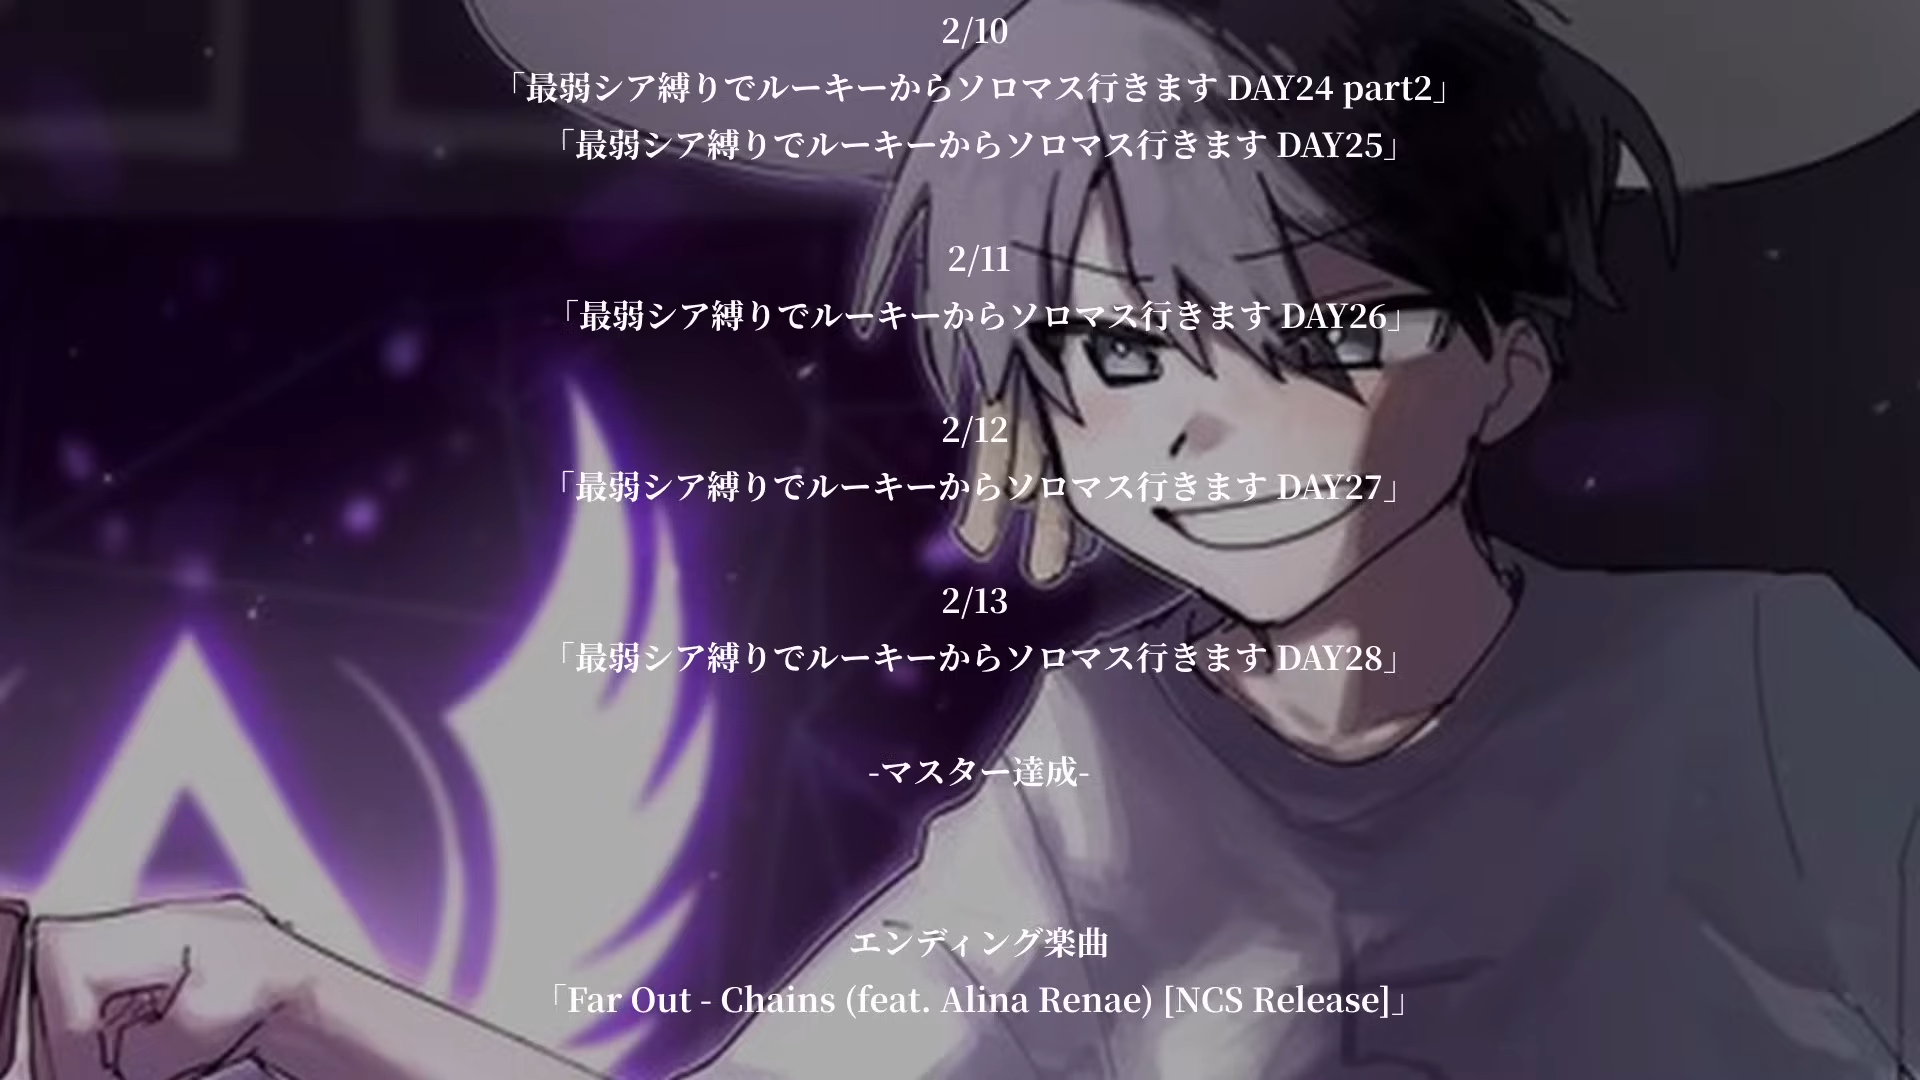 2/10
「最弱シア縛りでルーキーからソロマス行きます DAY24 part2」
「最弱シア縛りでルーキーからソロマス行きます DAY25」
2/11
「最弱シア縛りでルーキーからソロマス行きます DAY26」
2/12
「最弱シア縛りでルーキーからソロマス行きます DAY27」
2/13
「最弱シア縛りでルーキーからソロマス行きます DAY28」
-マスター達成-
エンディング楽曲
「Far Out - Chains (feat. Alina Renae) [NCS Release]」